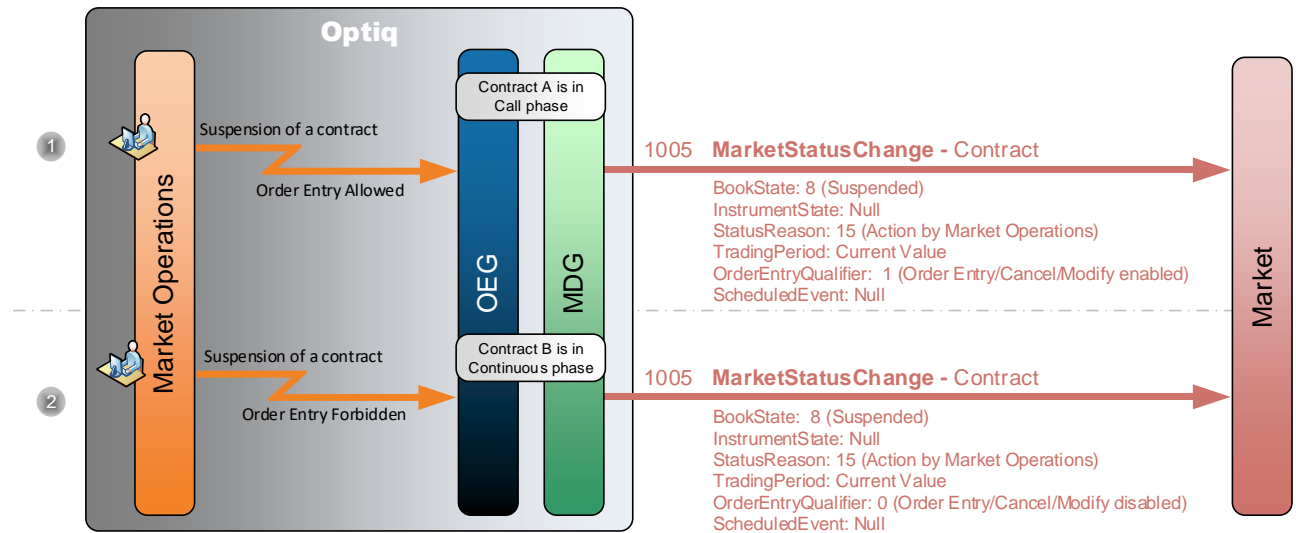 Optiq
Market Operations
OEG
MDG
Market
1
Suspension of a contract
Order Entry Allowed
Contract A is in
Call phase
1005 MarketStatusChange - Contract
BookState: 8 (Suspended)
InstrumentState: Null
StatusReason: 15 (Action by Market Operations)
TradingPeriod: Current Value
OrderEntryQualifier: 1 (Order Entry/Cancel/Modify enabled)
ScheduledEvent: Null
2
Suspension of a contract
Order Entry Forbidden
Contract B is in
Continuous phase
1005 MarketStatusChange - Contract
BookState: 8 (Suspended)
InstrumentState: Null
StatusReason: 15 (Action by Market Operations)
TradingPeriod: Current Value
OrderEntryQualifier: 0 (Order Entry/Cancel/Modify disabled)
ScheduledEvent: Null